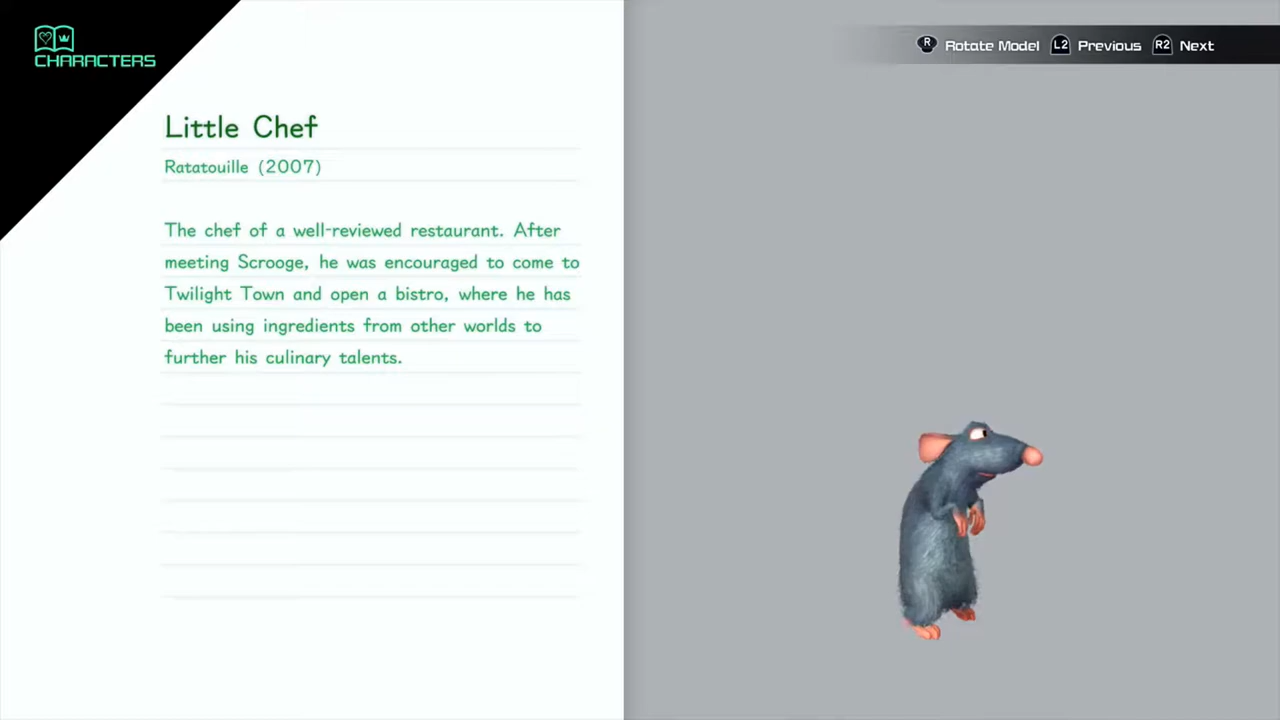 CHARACTERS
R Rotate Model L2 Previous R2 Next
Little Chef
Ratatouille (2007)
The chef of a well-reviewed restaurant. After
meeting Scrooge, he was encouraged to come to
Twilight Town and open a bistro, where he has
been using ingredients from other worlds to
further his culinary talents.